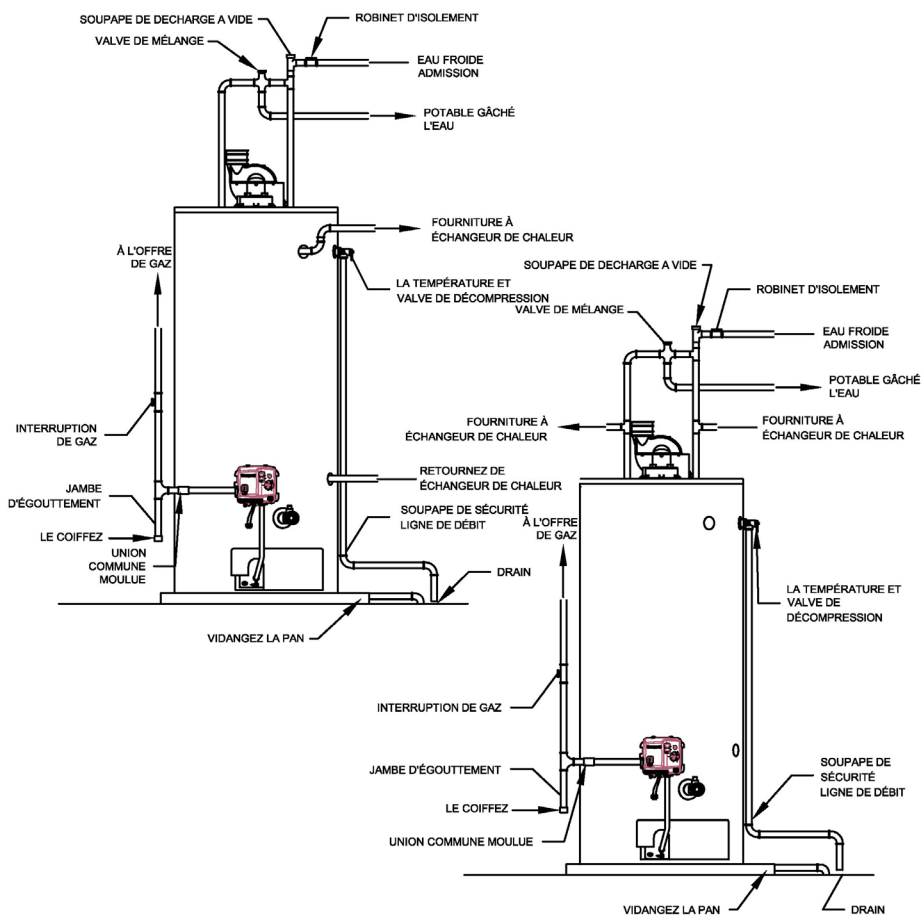 SOUPAPE DE DECHARGE A VIDE
ROBINET D'ISOLEMENT
VALVE DE MÉLANGE
EAU FROIDE
ADMISSION
POTABLE GÂCHÉ
L'EAU
FOURNITURE À
ÉCHANGEUR DE CHALEUR
À L'OFFRE
DE GAZ
LA TEMPÉRATURE ET
VALVE DE DÉCOMPRESSION
INTERRUPTION
DE GAZ
RETOURNEZ DE
ÉCHANGEUR DE CHALEUR
JAMBE
D'ÉGOUTTEMENT
SOUPAPE DE SÉCURITÉ
LIGNE DE DÉBIT
LE COIFFEZ
UNION
COMMUNE
MOULUE
DRAIN
VIDANGEZ LA PAN
SOUPAPE DE DECHARGE A VIDE
ROBINET D'ISOLEMENT
VALVE DE MÉLANGE
EAU FROIDE
ADMISSION
POTABLE GÂCHÉ
L'EAU
FOURNITURE À
ÉCHANGEUR DE CHALEUR
FOURNITURE À
ÉCHANGEUR DE CHALEUR
À L'OFFRE
DE GAZ
LA TEMPÉRATURE ET
VALVE DE
DÉCOMPRESSION
INTERRUPTION DE GAZ
JAMBE D'ÉGOUTTEMENT
SOUPAPE DE
SÉCURITÉ
LIGNE DE DÉBIT
LE COIFFEZ
UNION COMMUNE MOULUE
VIDANGEZ LA PAN
DRAIN